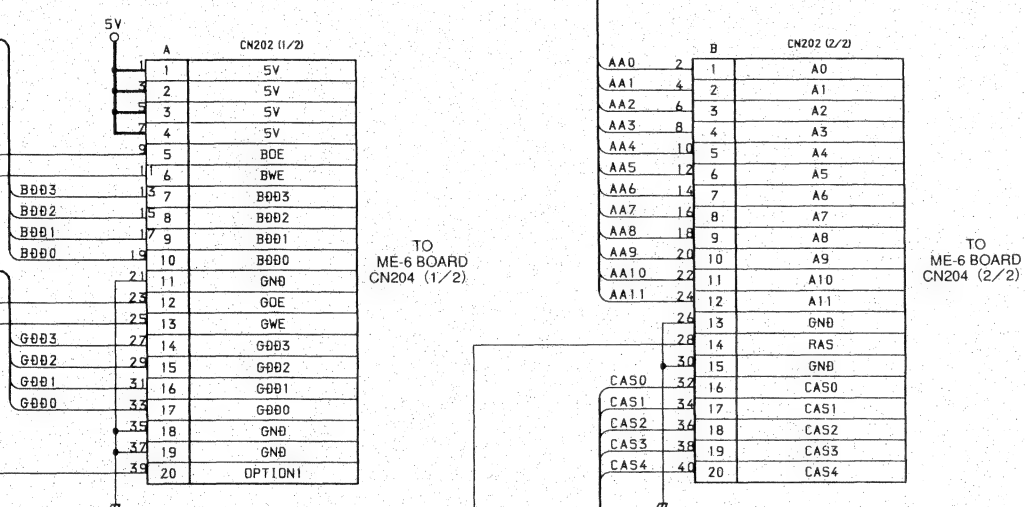 5V
A CN202 (1/2)
1 1 5V
3 2 5V
5 3 5V
7 4 5V
9 5 BOE
11 6 BWE
BDD3 13 7 BDD3
BDD2 15 8 BDD2
BDD1 17 9 BDD1
BDD0 19 10 BDD0
21 11 GND
23 12 GOE
25 13 GWE
GDD3 27 14 GDD3
GDD2 29 15 GDD2
GDD1 31 16 GDD1
GDD0 33 17 GDD0
35 18 GND
37 19 GND
39 20 OPTION1
TO
ME-6 BOARD
CN204 (1/2)
B CN202 (2/2)
AA0 2 1 A0
AA1 4 2 A1
AA2 6 3 A2
AA3 8 4 A3
AA4 10 5 A4
AA5 12 6 A5
AA6 14 7 A6
AA7 16 8 A7
AA8 18 9 A8
AA9 20 10 A9
AA10 22 11 A10
AA11 24 12 A11
26 13 GND
28 14 RAS
30 15 GND
CAS0 32 16 CAS0
CAS1 34 17 CAS1
CAS2 36 18 CAS2
CAS3 38 19 CAS3
CAS4 40 20 CAS4
TO
ME-6 BOARD
CN204 (2/2)